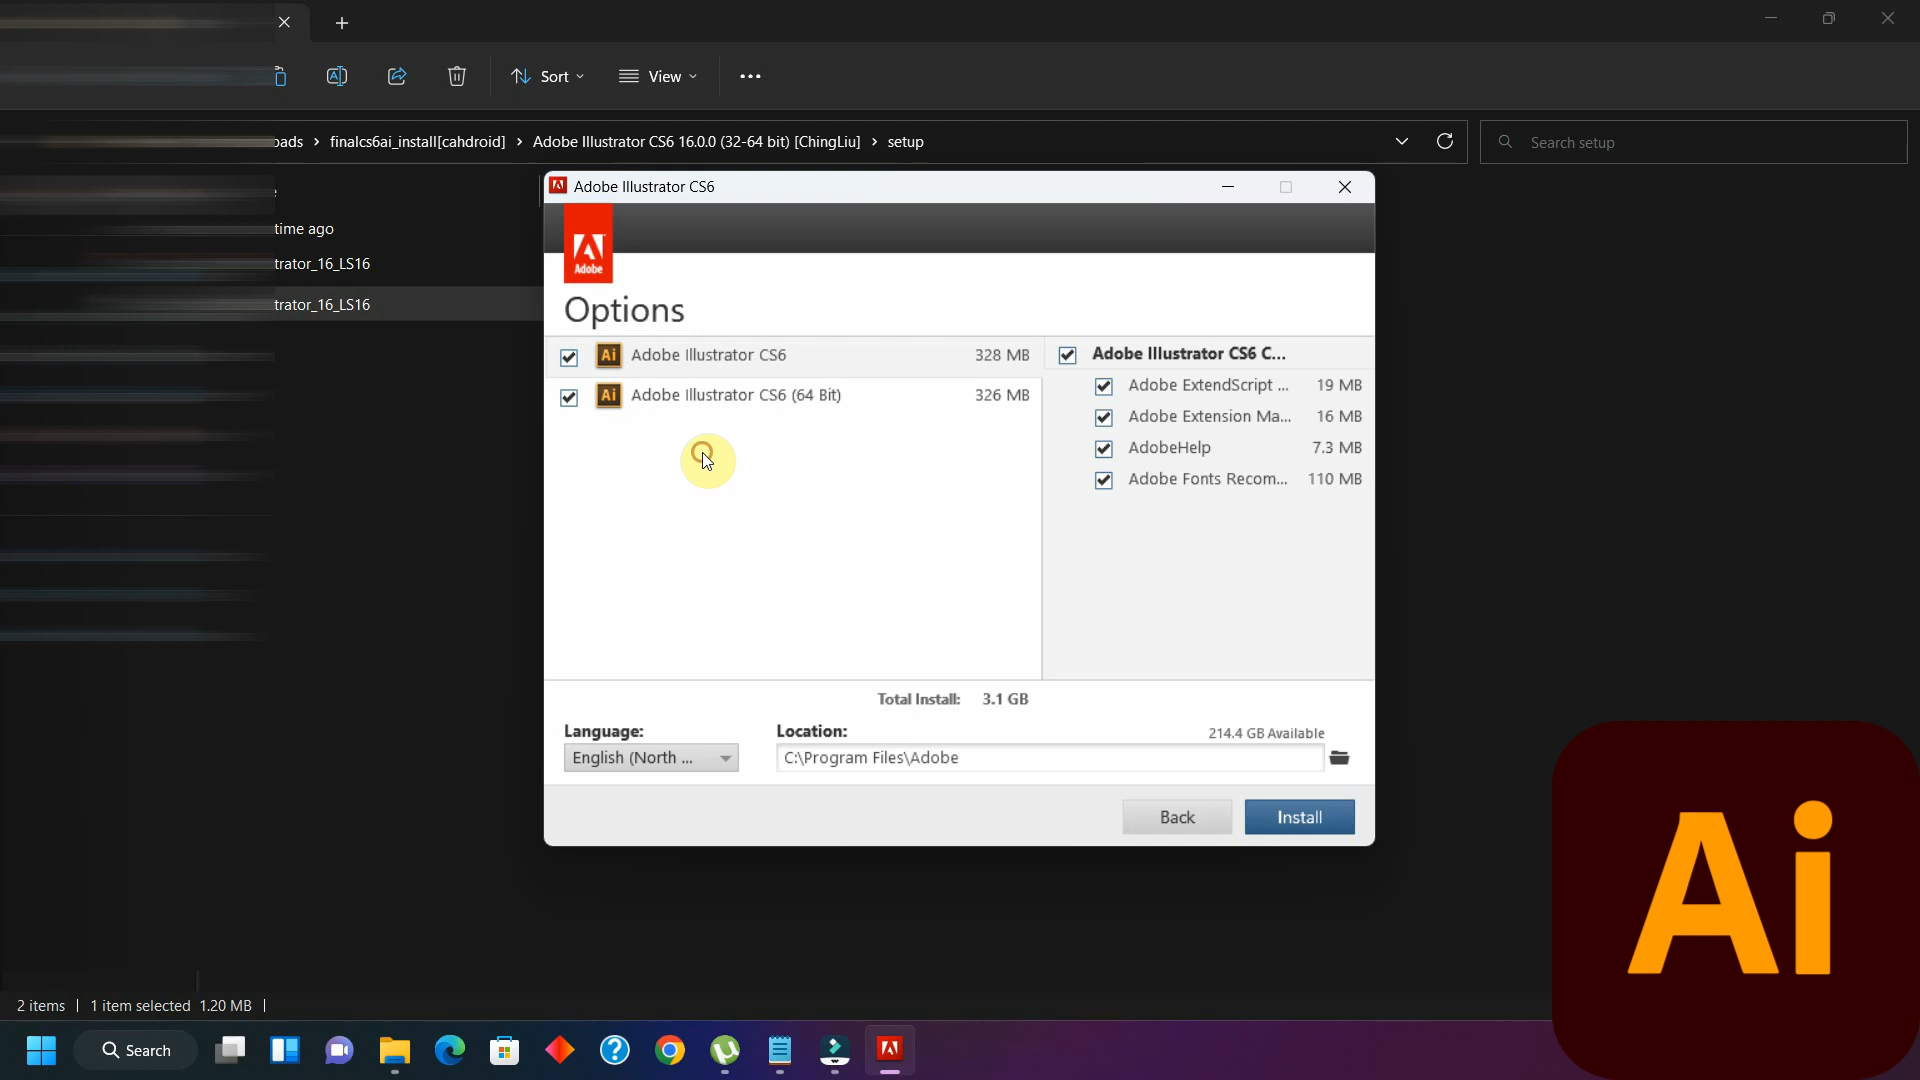 Sort
View
•••
oads > finalcs6ai_install[cahdroid] > Adobe Illustrator CS6 16.0.0 (32-64 bit) [ChingLiu] > setup
Search setup
time ago
trator_16_LS16
trator_16_LS16
Adobe Illustrator CS6
Adobe
Options
Ai Adobe Illustrator CS6 328 MB
Ai Adobe Illustrator CS6 (64 Bit) 326 MB
Adobe Illustrator CS6 C...
Adobe ExtendScript ... 19 MB
Adobe Extension Ma... 16 MB
AdobeHelp 7.3 MB
Adobe Fonts Recom... 110 MB
Total Install: 3.1 GB
Language:
English (North ...
Location:
214.4 GB Available
C:\Program Files\Adobe
Back
Install
Ai
2 items | 1 item selected 1.20 MB |
Search